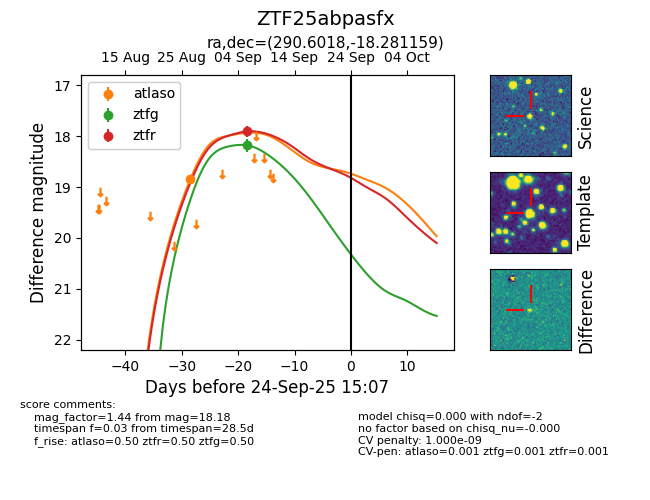 ZTF25abpasfx
ra,dec=(290.6018,-18.281159)
15 Aug 25 Aug 04 Sep 14 Sep 24 Sep 04 Oct
atlaso
ztfg
ztfr
17
18
19
20
21
22
Difference magnitude
−40 −30 −20 −10 0 10
Days before 24-Sep-25 15:07
Science
Template
Difference
score comments:
mag_factor=1.44 from mag=18.18
timespan f=0.03 from timespan=28.5d
f_rise: atlaso=0.50 ztfr=0.50 ztfg=0.50
model chisq=0.000 with ndof=-2
no factor based on chisq_nu=-0.000
CV penalty: 1.000e-09
CV-pen: atlaso=0.001 ztfg=0.001 ztfr=0.001